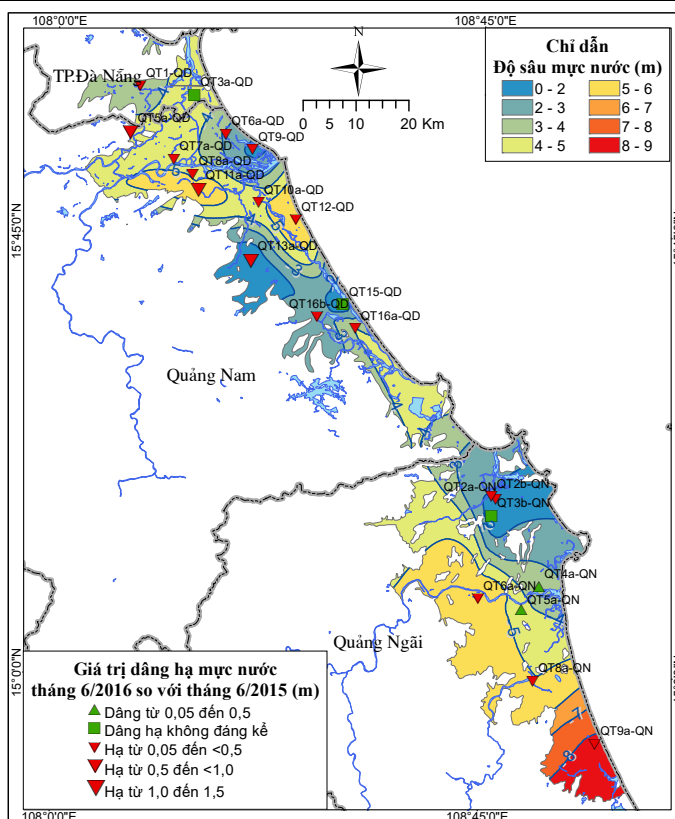 108°0'0"E
108°45'0"E
N
Chỉ dẫn
Độ sâu mực nước (m)
0 - 2
5 - 6
2 - 3
6 - 7
3 - 4
7 - 8
4 - 5
8 - 9
0 5 10 20 Km
TP.Đà Nẵng
QT1-QD
QT3a-QD
QT5a-QD
QT6a-QD
QT9-QD
QT7a-QD
QT8a-QD
QT11a-QD
QT10a-QD
QT12-QD
15°45'0"N
QT13a-QD
QT15-QD
QT16b-QD
QT16a-QD
Quảng Nam
QT2a-QN
QT2b-QN
QT3b-QN
QT4a-QN
QT6a-QN
QT5a-QN
5
Quảng Ngãi
15°0'0"N
QT8a-QN
7
QT9a-QN
8
Giá trị dâng hạ mực nước
tháng 6/2016 so với tháng 6/2015 (m)
Dâng từ 0,05 đến 0,5
Dâng hạ không đáng kể
Hạ từ 0,05 đến <0,5
Hạ từ 0,5 đến <1,0
Hạ từ 1,0 đến 1,5
108°0'0"E
108°45'0"E